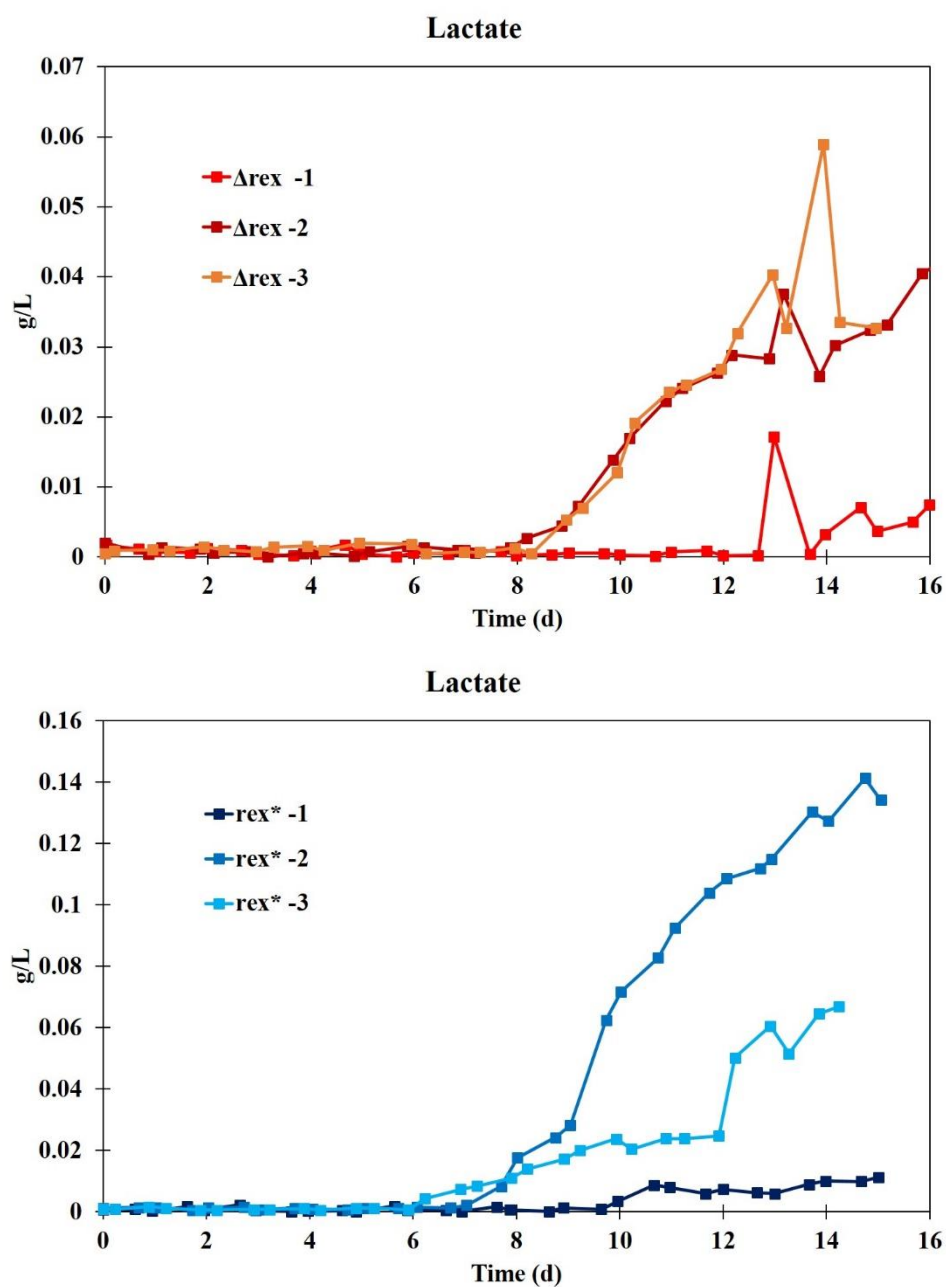 Lactate
0.07
0.06
0.05
0.04
0.03
0.02
0.01
0
g/L
Δrex -1
Δrex -2
Δrex -3
0 2 4 6 8 10 12 14 16
Time (d)
Lactate
0.16
0.14
0.12
0.1
0.08
0.06
0.04
0.02
0
g/L
rex* -1
rex* -2
rex* -3
0 2 4 6 8 10 12 14 16
Time (d)